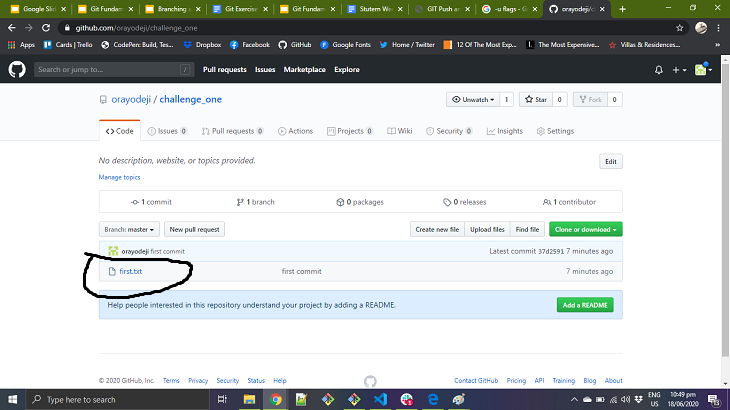 Google Slid
Git Fundam
Branching a
Git Exercise
Git Fundam
Stutern Wee
GIT Push an
-u flags - G
orayodeji/c
github.com/orayodeji/challenge_one
Apps
Cards | Trello
CodePerc Build, Tes...
Dropbox
Facebook
GitHub
Google Fonts
Home / Twitter
12 Of The Most Exp...
The Most Expensive...
Villas & Residences...
Search or jump to...
/
Pull requests
Issues
Marketplace
Explore
orayodeji / challenge_one
Unwatch
1
Star
0
Fork
0
Code
Issues 0
Pull requests 0
Actions
Projects 0
Wiki
Security 0
Insights
Settings
No description, website, or topics provided.
Edit
Manage topics
1 commit
1 branch
0 packages
0 releases
1 contributor
Branch: master
New pull request
Create new file
Upload files
Find file
Clone or download
orayodeji first commit
Latest commit 37d2591 7 minutes ago
first.txt
first commit
7 minutes ago
Help people interested in this repository understand your project by adding a README.
Add a README
© 2020 GitHub, Inc.
Terms
Privacy
Security
Status
Help
Contact GitHub
Pricing
API
Training
Blog
About
Type here to search
ENG
US
10:49 pm
18/06/2020